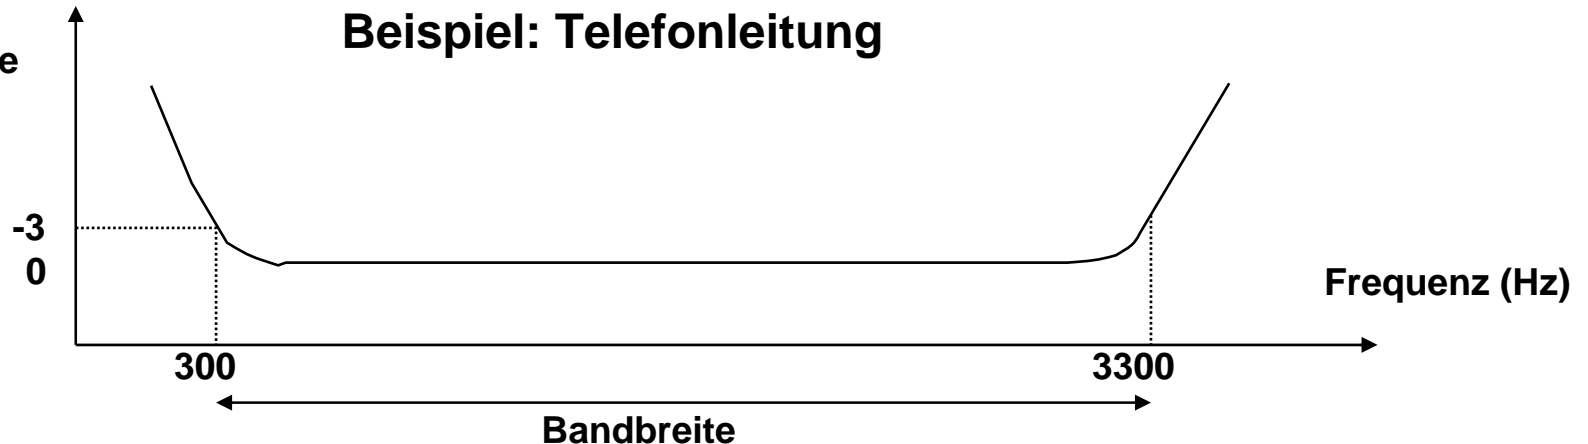 Beispiel: Telefonleitung
-3
0
Frequenz (Hz)
300
3300
Bandbreite